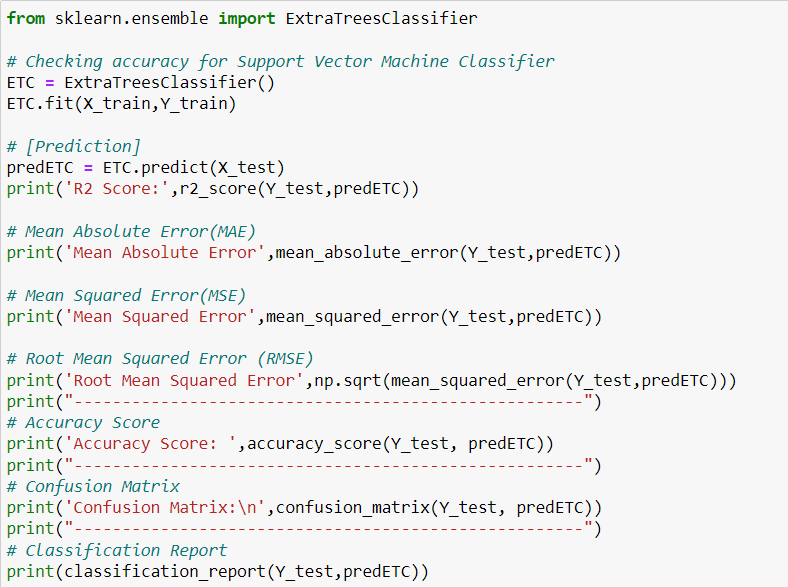 from sklearn.ensemble import ExtraTreesClassifier
# Checking accuracy for Support Vector Machine Classifier
ETC = ExtraTreesClassifier()
ETC.fit(X_train,Y_train)
# [Prediction]
predETC = ETC.predict(X_test)
print('R2 Score:',r2_score(Y_test,predETC))
# Mean Absolute Error(MAE)
print('Mean Absolute Error',mean_absolute_error(Y_test,predETC))
# Mean Squared Error(MSE)
print('Mean Squared Error',mean_squared_error(Y_test,predETC))
# Root Mean Squared Error (RMSE)
print('Root Mean Squared Error',np.sqrt(mean_squared_error(Y_test,predETC)))
print("------------------------------------------------------")
# Accuracy Score
print('Accuracy Score: ',accuracy_score(Y_test, predETC))
print("------------------------------------------------------")
# Confusion Matrix
print('Confusion Matrix:\n',confusion_matrix(Y_test, predETC))
print("------------------------------------------------------")
# Classification Report
print(classification_report(Y_test,predETC))